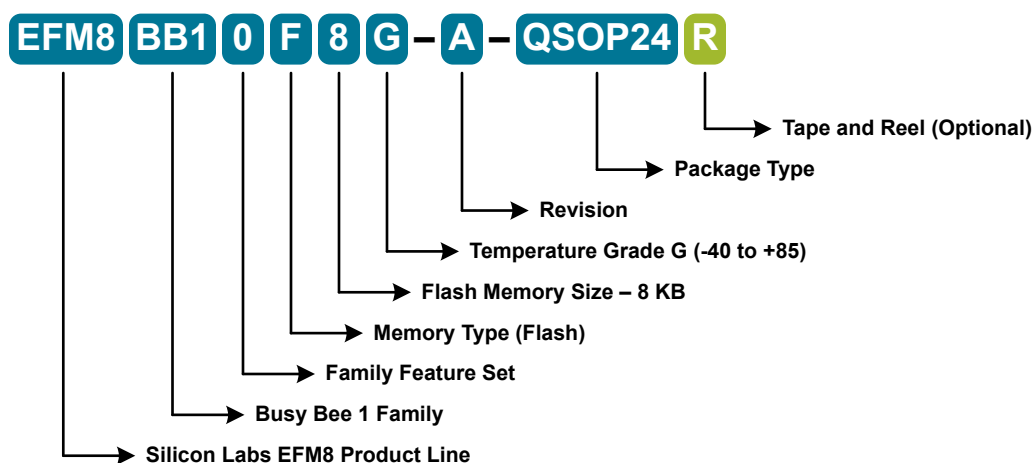 EFM8 BB1 0 F 8 G – A – QSOP24 R
Tape and Reel (Optional)
Package Type
Revision
Temperature Grade G (-40 to +85)
Flash Memory Size – 8 KB
Memory Type (Flash)
Family Feature Set
Busy Bee 1 Family
Silicon Labs EFM8 Product Line